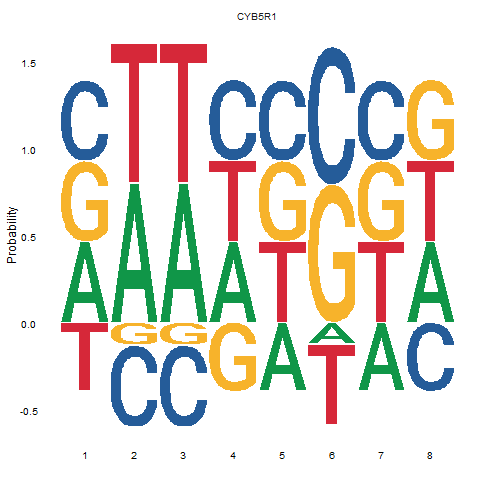 CYB5R1
Probability
1.5
1.0
0.5
0.0
-0.5
C T T C C C C G
G A A T G G G T
A G G A T A T A
T C C G A T A C
1 2 3 4 5 6 7 8